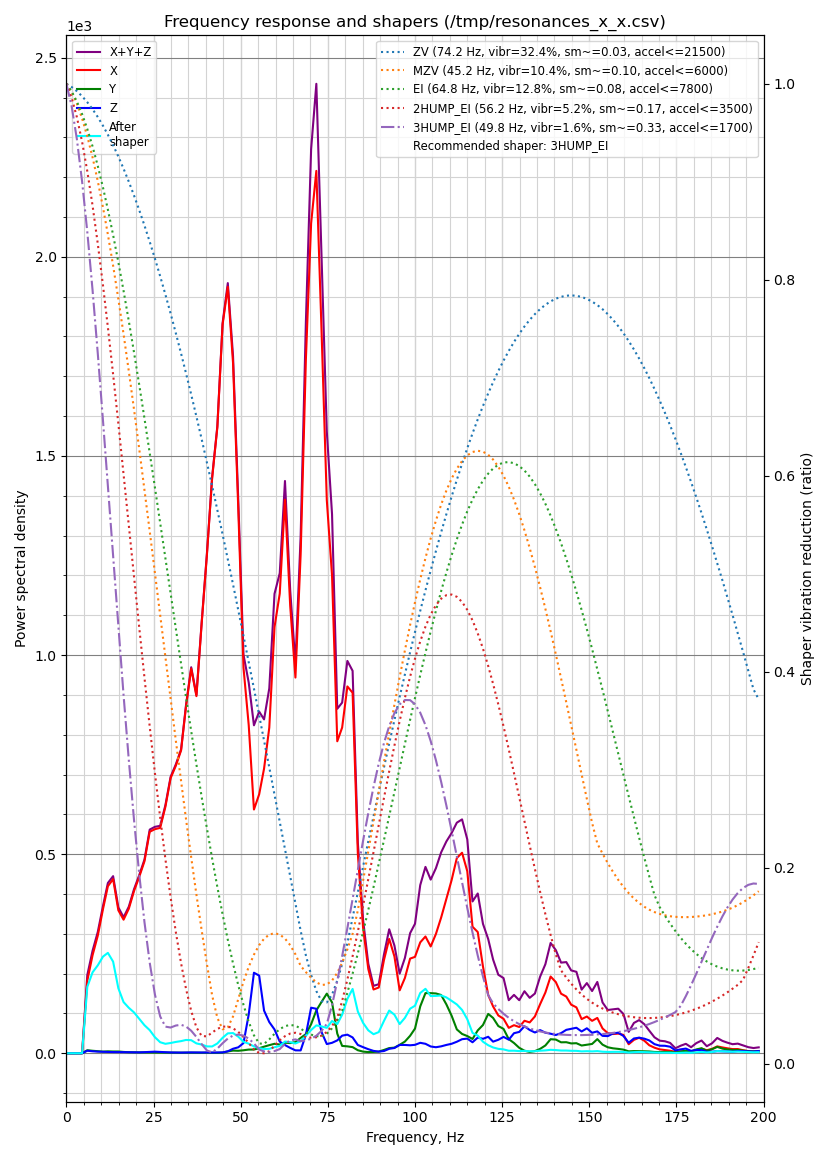 Frequency response and shapers (/tmp/resonances_x_x.csv)
1e3
X+Y+Z
X
Y
Z
After
shaper
ZV (74.2 Hz, vibr=32.4%, sm~=0.03, accel<=21500)
MZV (45.2 Hz, vibr=10.4%, sm~=0.10, accel<=6000)
EI (64.8 Hz, vibr=12.8%, sm~=0.08, accel<=7800)
2HUMP_EI (56.2 Hz, vibr=5.2%, sm~=0.17, accel<=3500)
3HUMP_EI (49.8 Hz, vibr=1.6%, sm~=0.33, accel<=1700)
Recommended shaper: 3HUMP_EI
Power spectral density
2.5
2.0
1.5
1.0
0.5
0.0
1.0
0.8
0.6
0.4
0.2
0.0
Shaper vibration reduction (ratio)
0 25 50 75 100 125 150 175 200
Frequency, Hz